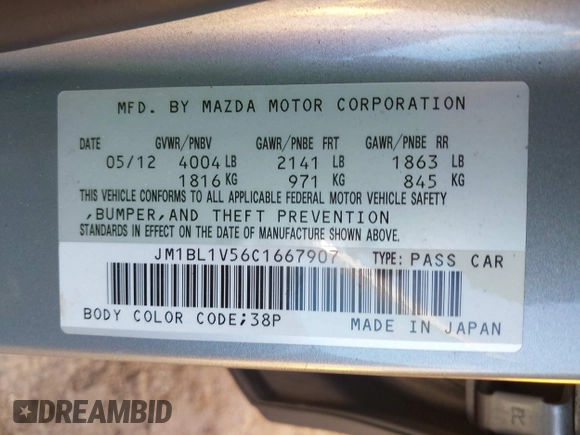 MFD. BY MAZDA MOTOR CORPORATION
DATE GVWR/PNBV GAWR/PNBE FRT GAWR/PNBE RR
05/12 4004 LB 2141 LB 1863 LB
1816 KG 971 KG 845 KG
THIS VEHICLE CONFORMS TO ALL APPLICABLE FEDERAL MOTOR VEHICLE SAFETY
,BUMPER,AND THEFT PREVENTION
STANDARDS IN EFFECT ON THE DATE OF MANUFACTURE SHOWN ABOVE.
JM1BL1V56C1667907 TYPE: PASS CAR
BODY COLOR CODE;38P MADE IN JAPAN
R
DREAMBID